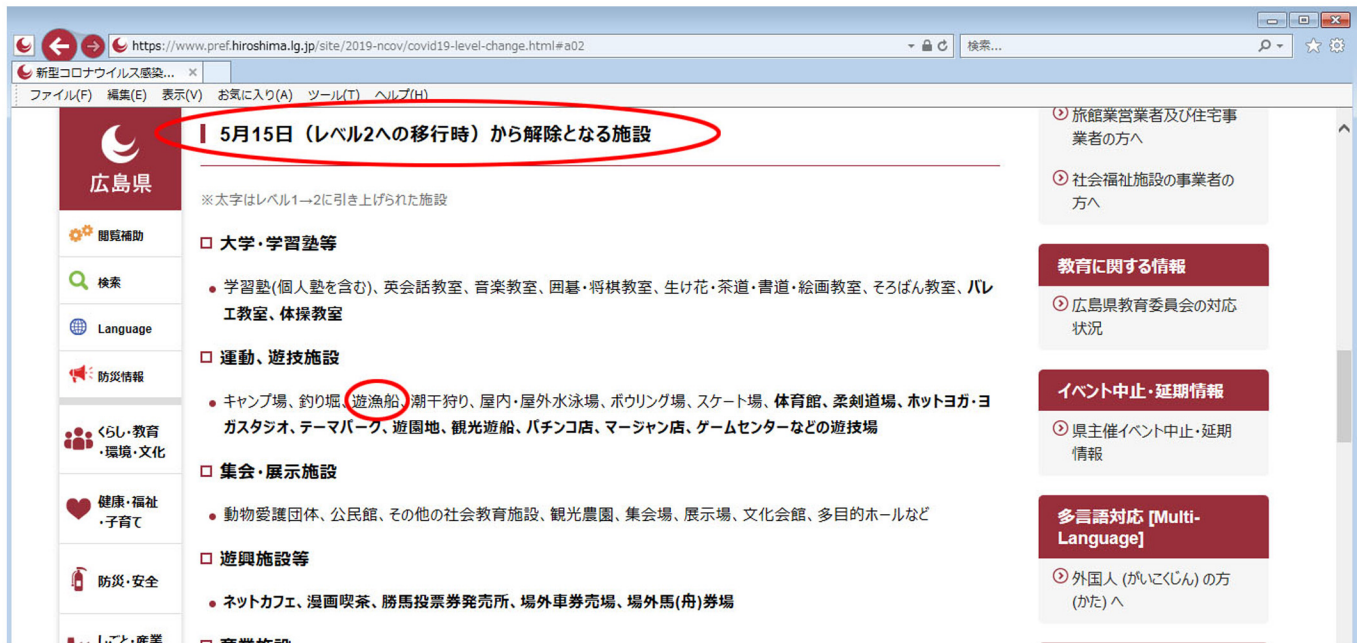 https://www.pref.hiroshima.lg.jp/site/2019-ncov/covid19-level-change.html#a02
検索...
新型コロナウイルス感染...
ファイル(F) 編集(E) 表示(V) お気に入り(A) ツール(T) ヘルプ(H)
広島県
閲覧補助
検索
Language
防災情報
くらし・教育
・環境・文化
健康・福祉
・子育て
防災・安全
しごと・産業
5月15日（レベル2への移行時）から解除となる施設
※太字はレベル1→2に引き上げられた施設
大学・学習塾等
学習塾(個人塾を含む)、英会話教室、音楽教室、囲碁・将棋教室、生け花・茶道・書道・絵画教室、そろばん教室、バレ
エ教室、体操教室
運動、遊技施設
キャンプ場、釣り堀、遊漁船、潮干狩り、屋内・屋外水泳場、ボウリング場、スケート場、体育館、柔剣道場、ホットヨガ・ヨ
ガスタジオ、テーマパーク、遊園地、観光遊船、パチンコ店、マージャン店、ゲームセンターなどの遊技場
集会・展示施設
動物愛護団体、公民館、その他の社会教育施設、観光農園、集会場、展示場、文化会館、多目的ホールなど
遊興施設等
ネットカフェ、漫画喫茶、勝馬投票券発売所、場外車券売場、場外馬(舟)券場
商業施設
旅館業営業者及び住宅事
業者の方へ
社会福祉施設の事業者の
方へ
教育に関する情報
広島県教育委員会の対応
状況
イベント中止・延期情報
県主催イベント中止・延期
情報
多言語対応 [Multi-
Language]
外国人 (がいこくじん) の方
(かた) へ